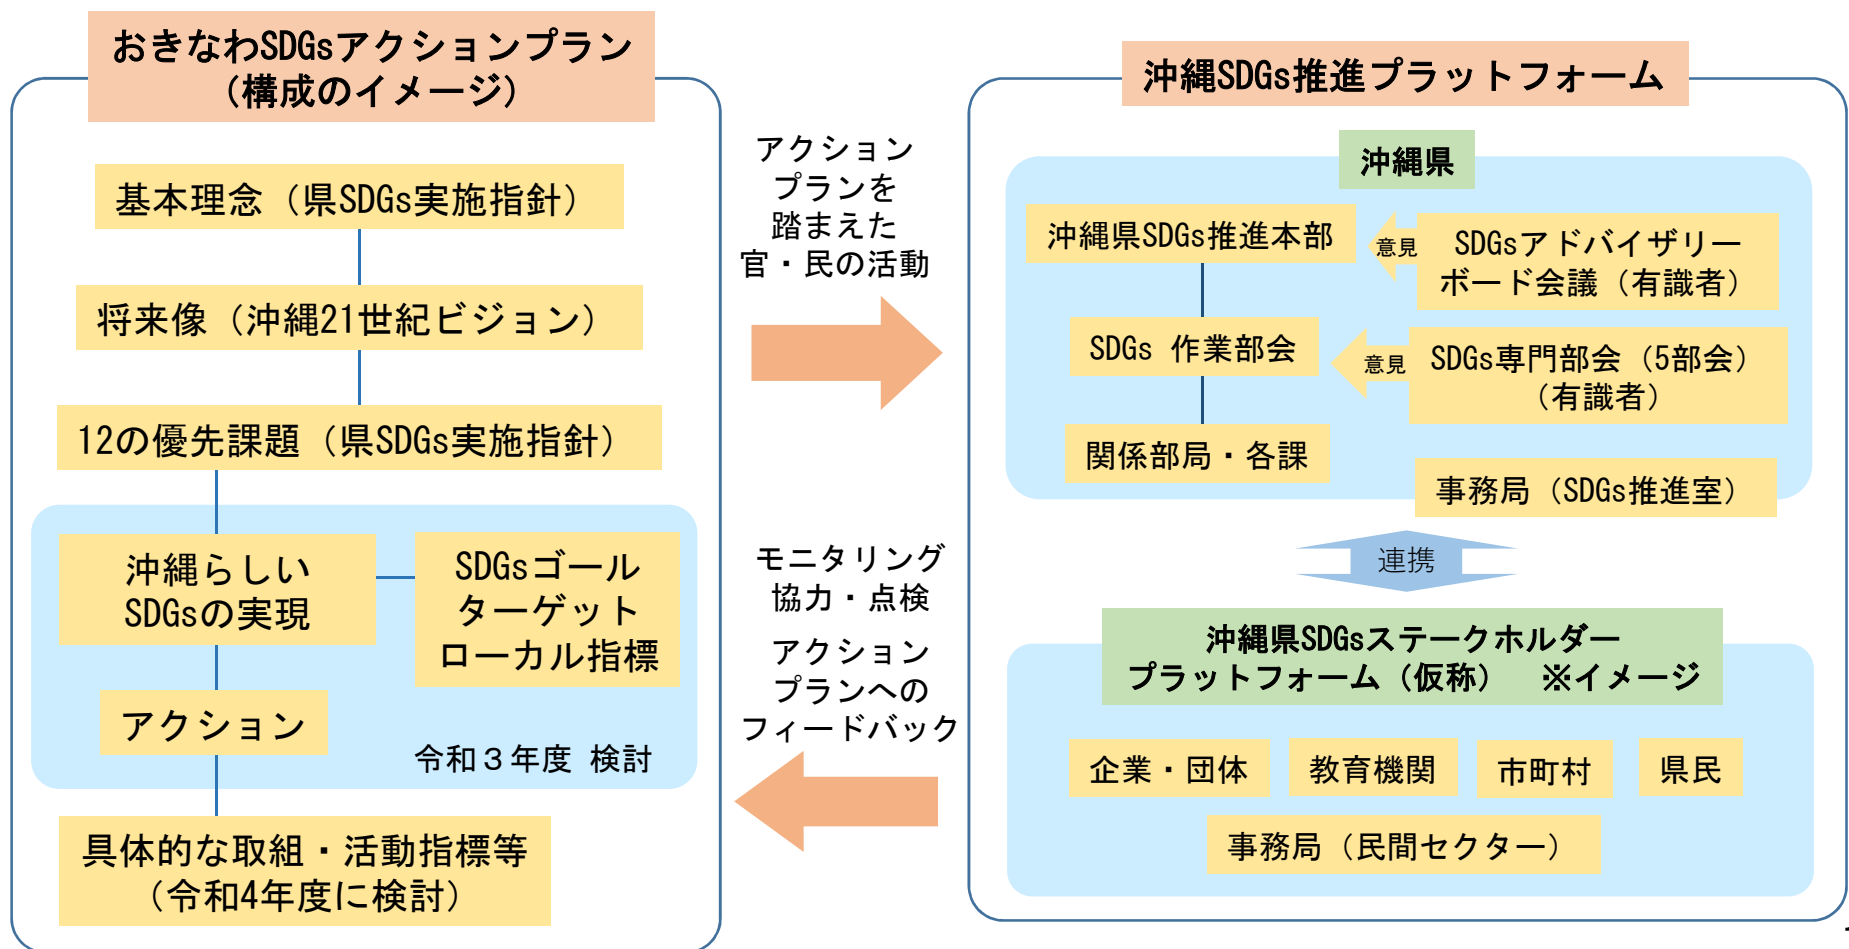 おきなわSDGsアクションプラン
（構成のイメージ）
基本理念（県SDGs実施指針）
将来像（沖縄21世紀ビジョン）
12の優先課題（県SDGs実施指針）
沖縄らしい
SDGsの実現
SDGsゴール
ターゲット
ローカル指標
アクション
令和３年度 検討
具体的な取組・活動指標等
（令和4年度に検討）
アクション
プランを
踏まえた
官・民の活動
モニタリング
協力・点検
アクション
プランへの
フィードバック
沖縄SDGs推進プラットフォーム
沖縄県
沖縄県SDGs推進本部
意見
SDGsアドバイザリー
ボード会議（有識者）
SDGs 作業部会
意見
SDGs専門部会（5部会）
（有識者）
関係部局・各課
事務局（SDGs推進室）
連携
沖縄県SDGsステークホルダー
プラットフォーム（仮称）　※イメージ
企業・団体
教育機関
市町村
県民
事務局（民間セクター）